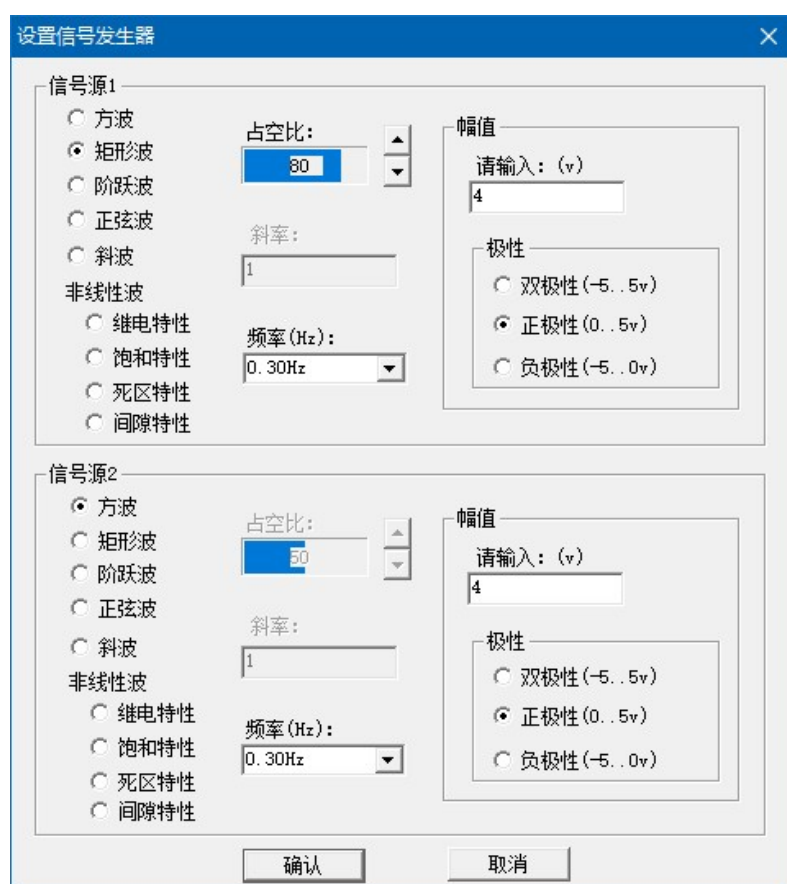 设置信号发生器
信号源1
方波
矩形波
阶跃波
正弦波
斜波
非线性波
继电特性
饱和特性
死区特性
间隙特性
占空比:
80
斜率:
1
频率(Hz):
0.30Hz
幅值
请输入: (v)
4
极性
双极性(-5..5v)
正极性(0..5v)
负极性(-5..0v)
信号源2
方波
矩形波
阶跃波
正弦波
斜波
非线性波
继电特性
饱和特性
死区特性
间隙特性
占空比:
50
斜率:
1
频率(Hz):
0.30Hz
幅值
请输入: (v)
4
极性
双极性(-5..5v)
正极性(0..5v)
负极性(-5..0v)
确认
取消